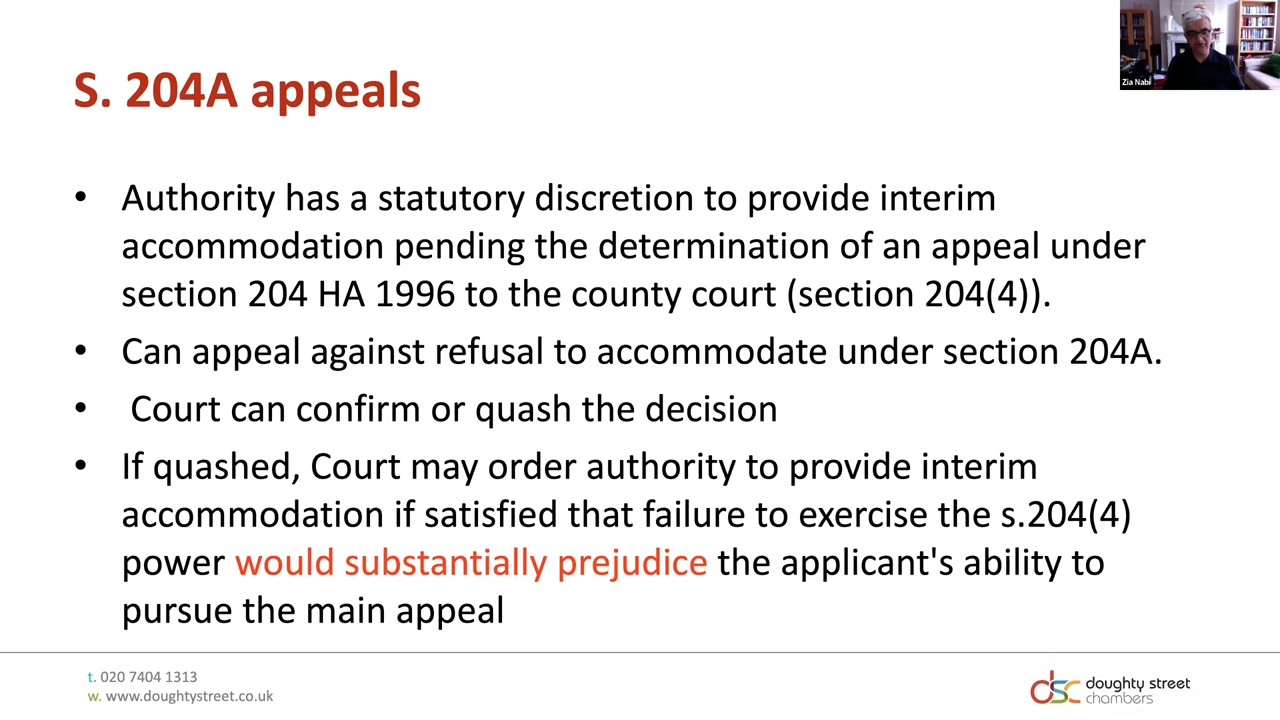 S. 204A appeals
Zia Nabi
• Authority has a statutory discretion to provide interim
accommodation pending the determination of an appeal under
section 204 HA 1996 to the county court (section 204(4)).
• Can appeal against refusal to accommodate under section 204A.
• Court can confirm or quash the decision
• If quashed, Court may order authority to provide interim
accommodation if satisfied that failure to exercise the s.204(4)
power would substantially prejudice the applicant's ability to
pursue the main appeal
t. 020 7404 1313
w. www.doughtystreet.co.uk
dsc doughty street
chambers